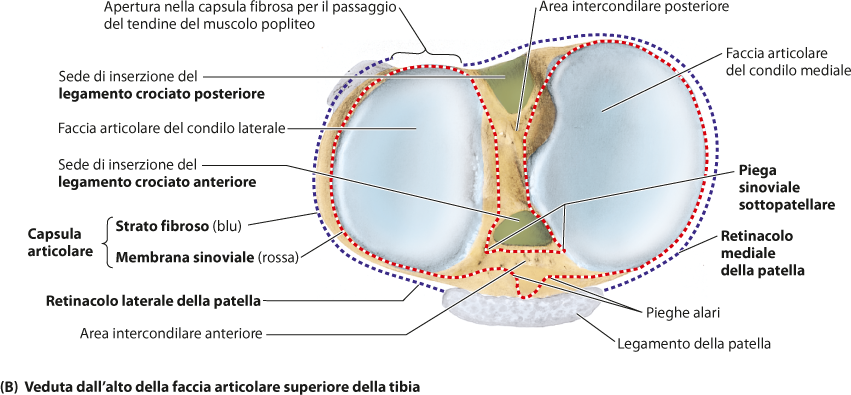 Apertura nella capsula fibrosa per il passaggio
del tendine del muscolo popliteo
Area intercondilare posteriore
Faccia articolare
del condilo mediale
Sede di inserzione del
legamento crociato posteriore
Faccia articolare del condilo laterale
Sede di inserzione del
legamento crociato anteriore
Piega
sinoviale
sottopatellare
Capsula
articolare
Strato fibroso (blu)
Membrana sinoviale (rossa)
Retinacolo
mediale
della patella
Retinacolo laterale della patella
Pieghe alari
Area intercondilare anteriore
Legamento della patella
(B) Veduta dall'alto della faccia articolare superiore della tibia